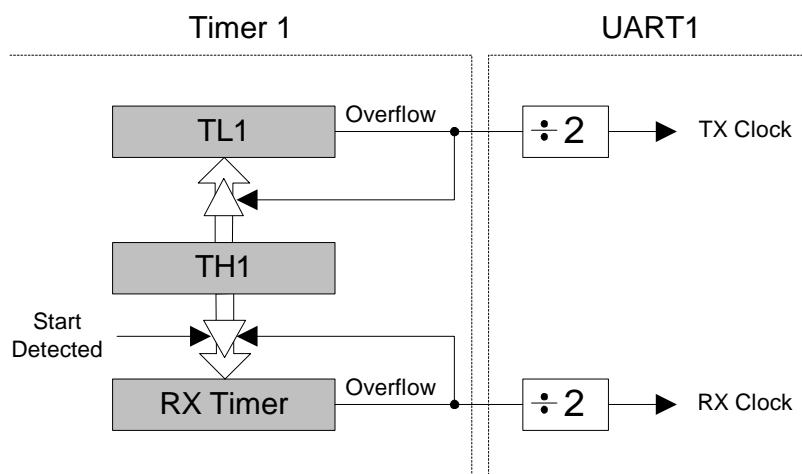 Timer 1
UART1
TL1
Overflow
÷ 2
TX Clock
TH1
Start
Detected
RX Timer
Overflow
÷ 2
RX Clock